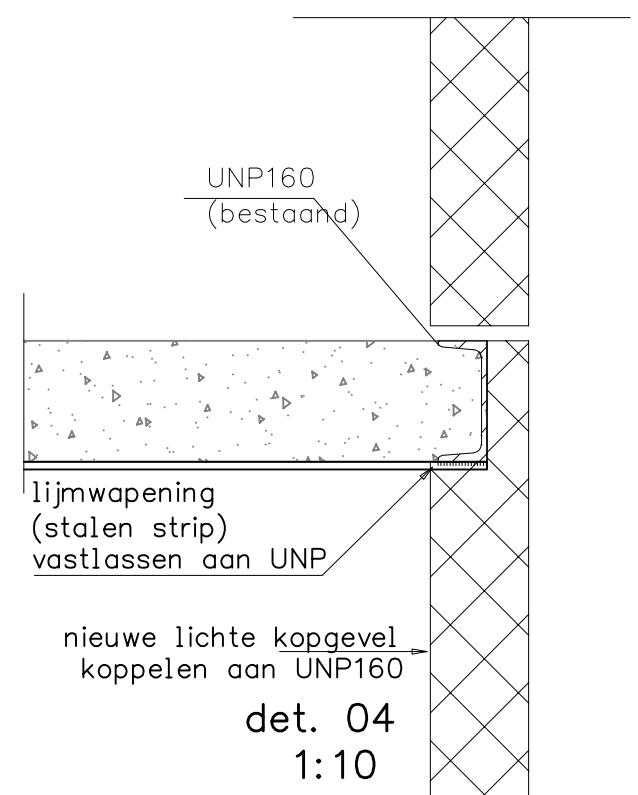 UNP160
(bestaand)
lijmwapening
(stalen strip)
vastlassen aan UNP
nieuwe lichte kopgevel
koppelen aan UNP160
det. 04
1:10